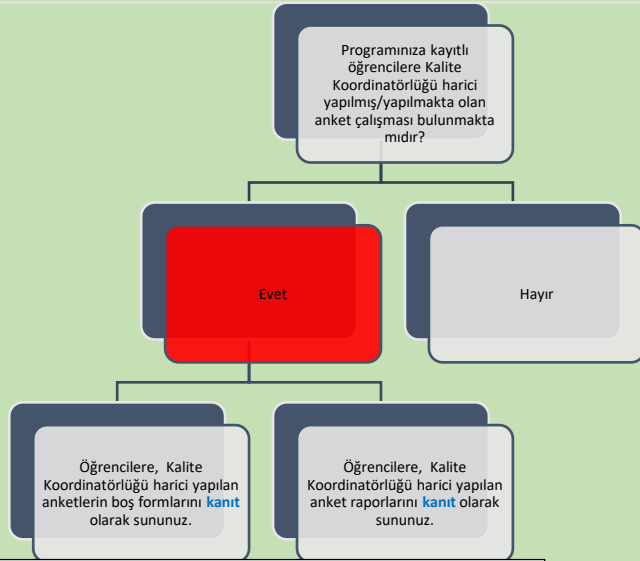 Programınıza kayıtlı
öğrencilere Kalite
Koordinatörlüğü harici
yapılmış/yapılmakta olan
anket çalışması bulunmakta
mıdır?
Evet
Hayır
Öğrencilere, Kalite
Koordinatörlüğü harici yapılan
anketlerin boş formlarını kanıt
olarak sununuz.
Öğrencilere, Kalite
Koordinatörlüğü harici yapılan
anket raporlarını kanıt olarak
sununuz.